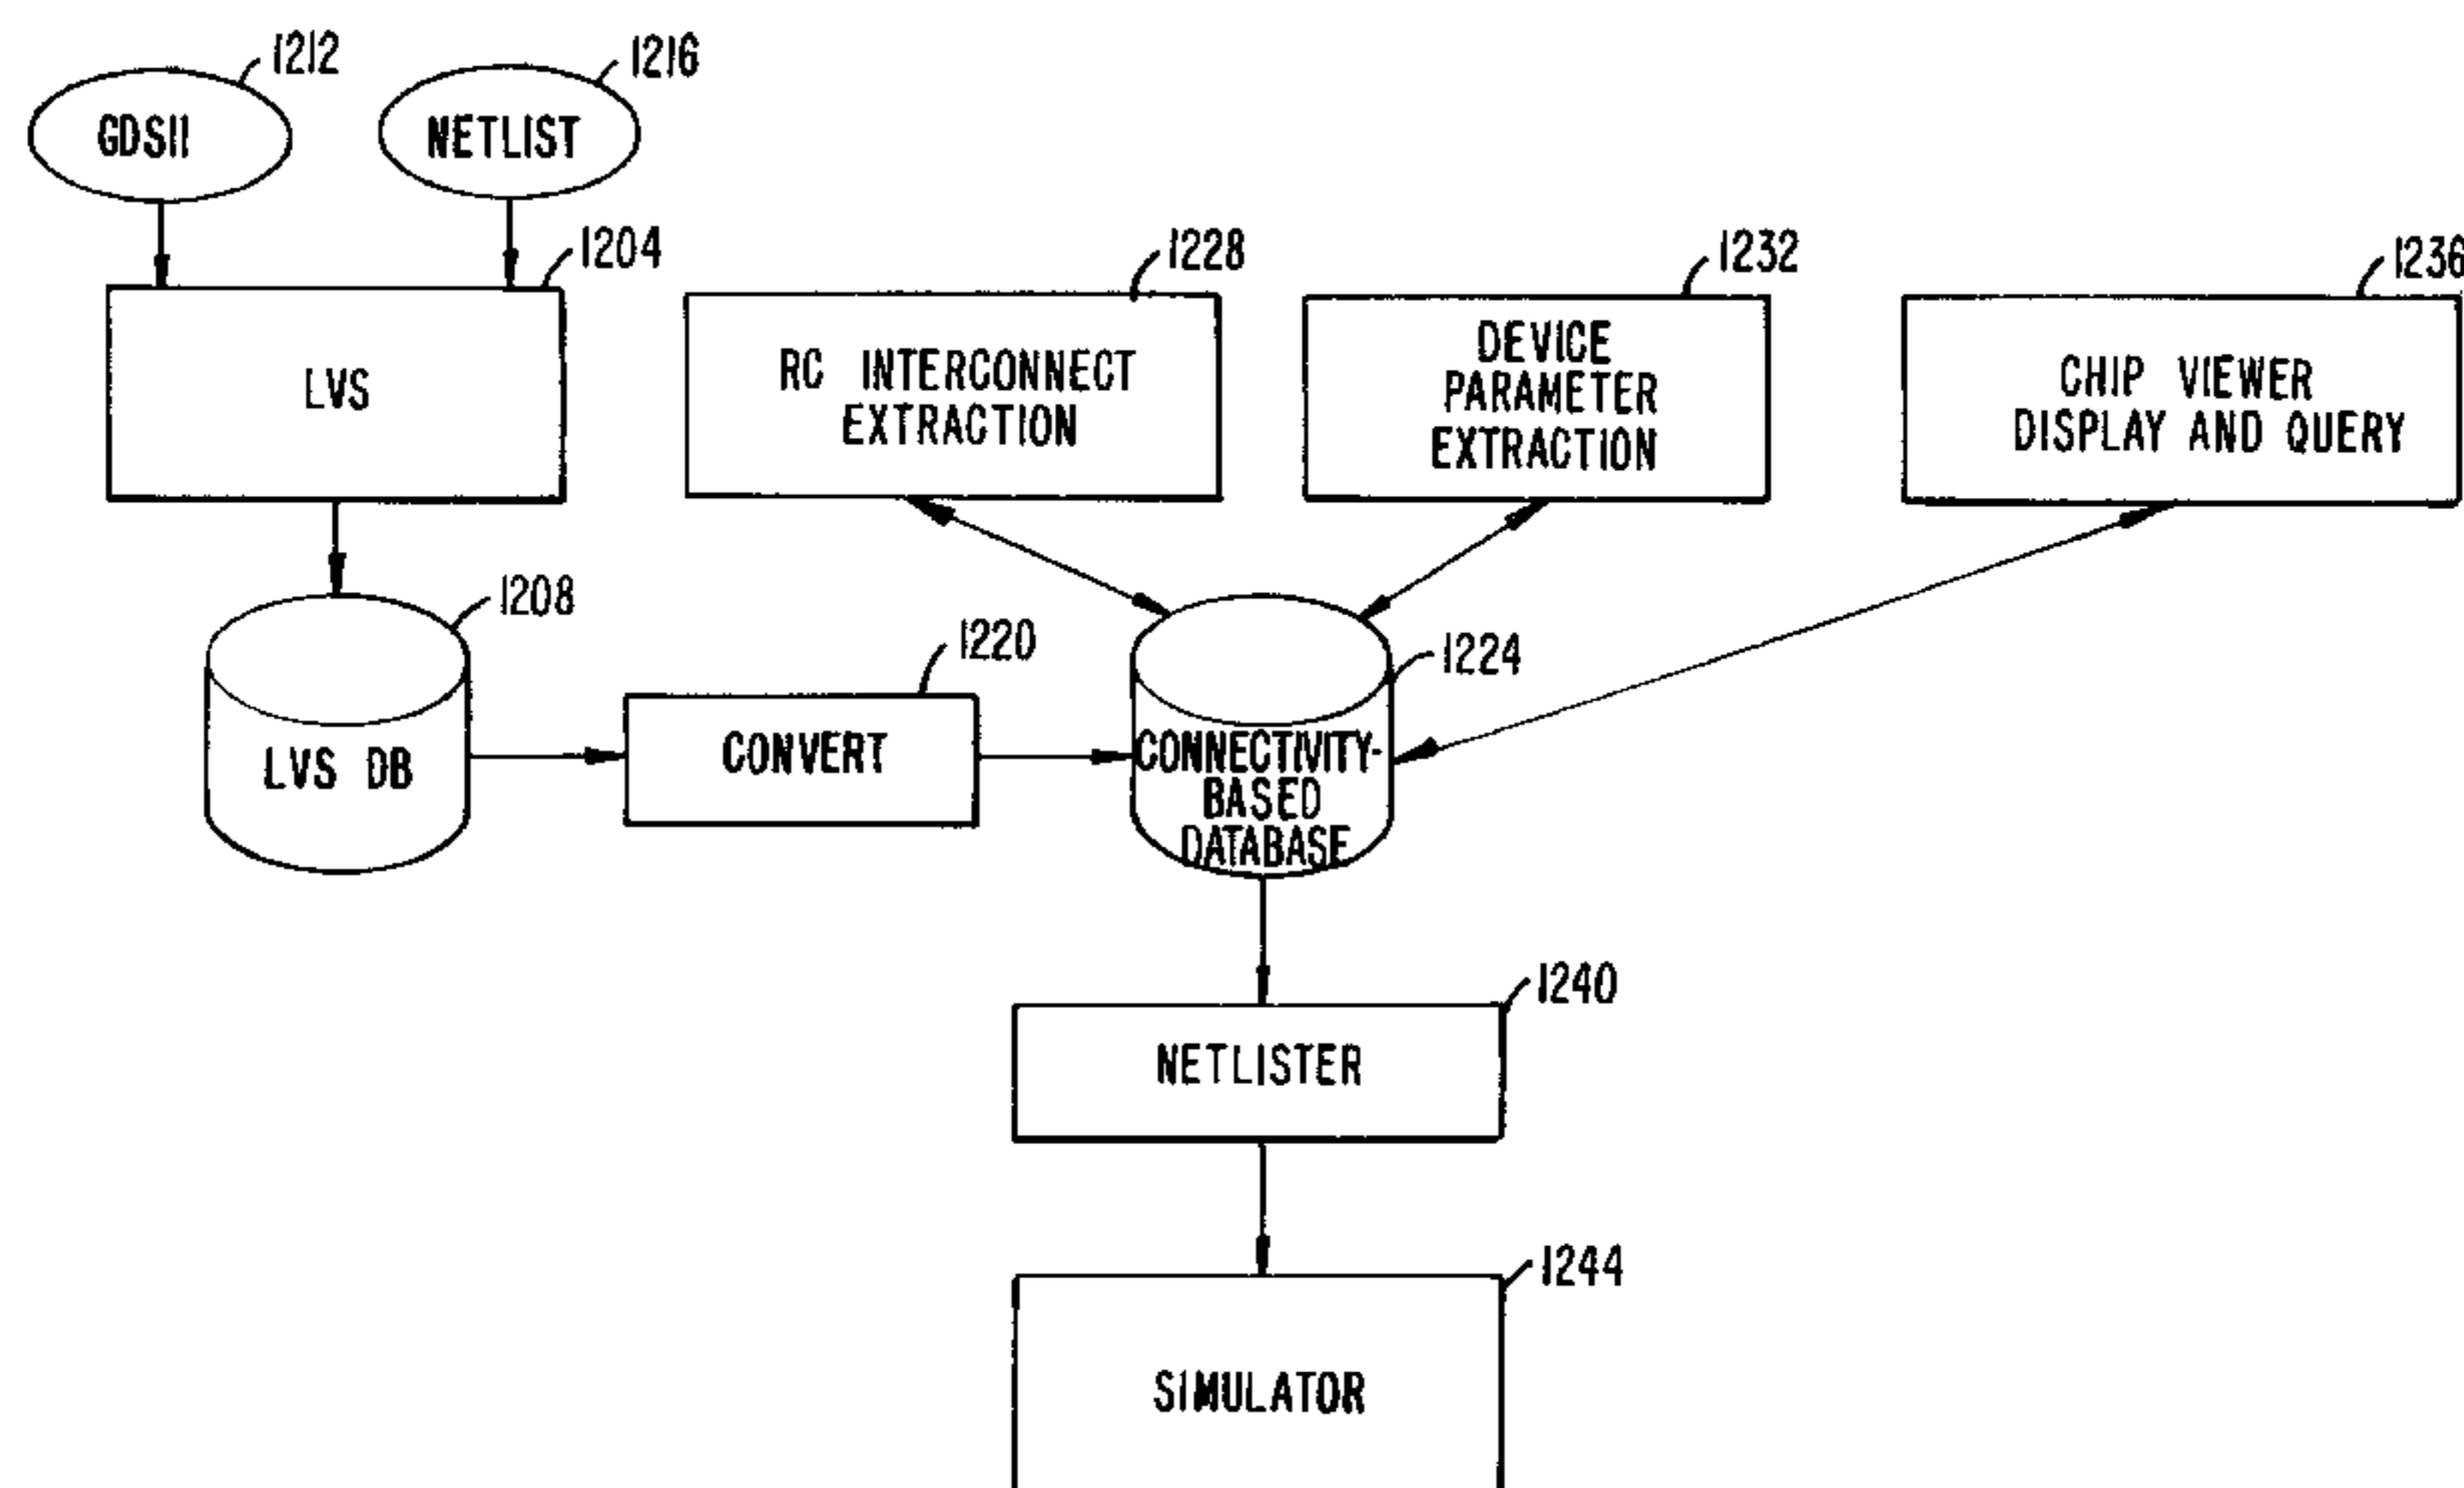 1212
1216
GDSII
NETLIST
1204
1228
1232
1236
LVS
RC INTERCONNECT
EXTRACTION
DEVICE
PARAMETER
EXTRACTION
CHIP VIEWER
DISPLAY AND QUERY
1208
1220
1224
LVS DB
CONVERT
CONNECTIVITY-
BASED
DATABASE
1240
NETLISTER
1244
SIMULATOR